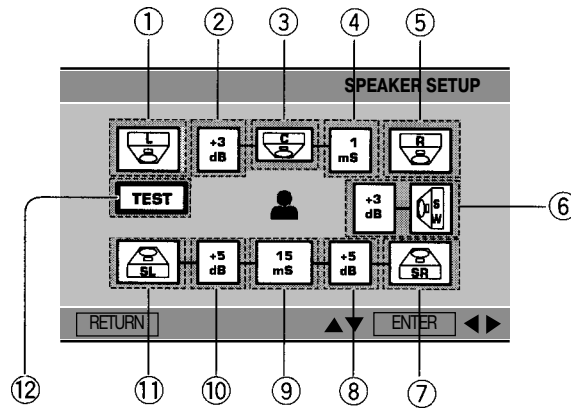 ① ② ③ ④ ⑤
SPEAKER SETUP
L +3 dB C 1 mS R
TEST
+3 dB SW
⑫ ⑥
SL +5 dB 15 mS +5 dB SR
RETURN ▲▼ ENTER ◀▶
⑪ ⑩ ⑨ ⑧ ⑦